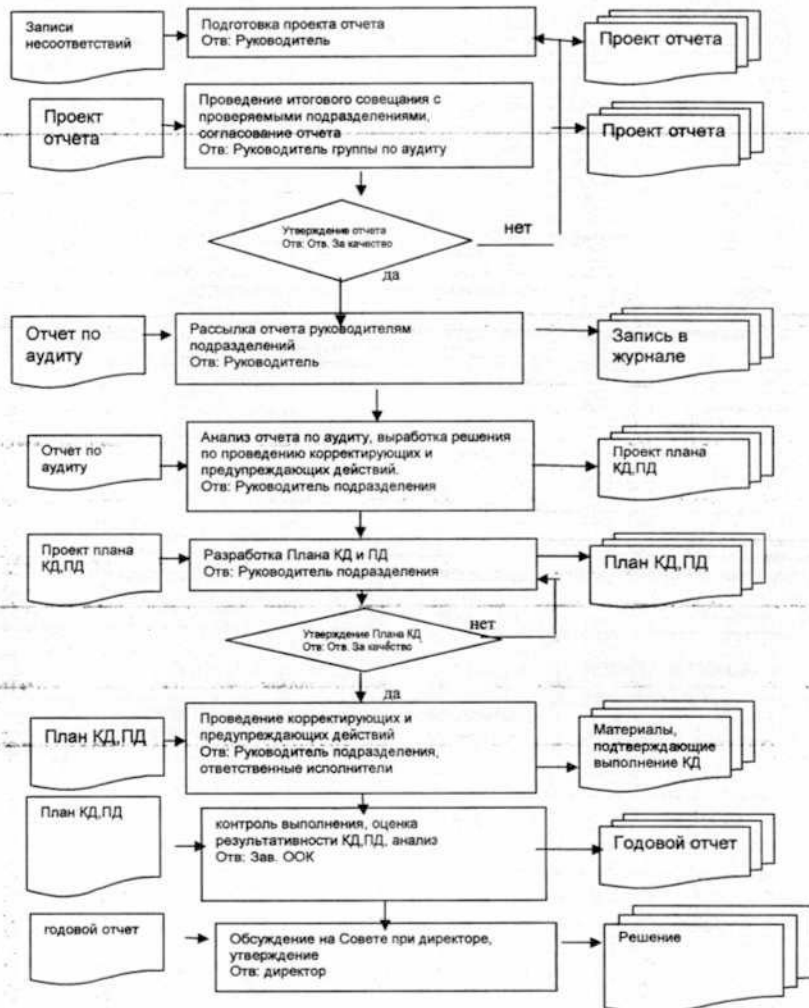 Записи
несоответствий
Подготовка проекта отчета
Отв: Руководитель
Проект отчета
Проект
отчета
Проведение итогового совещания с
проверяемыми подразделениями,
согласование отчета
Отв: Руководитель группы по аудиту
Проект отчета
Утверждение отчета
Отв: Отв. За качество
нет
да
Отчет по
аудиту
Рассылка отчета руководителям
подразделений
Отв: Руководитель
Запись в
журнале
Отчет по
аудиту
Анализ отчета по аудиту, выработка решения
по проведению корректирующих и
предупреждающих действий.
Отв: Руководитель подразделения
Проект плана
КД,ПД
Проект плана
КД,ПД
Разработка Плана КД и ПД
Отв: Руководитель подразделения
План КД,ПД
Утверждение Плана КД
Отв: Отв. За качество
нет
да
План КД,ПД
Проведение корректирующих и
предупреждающих действий
Отв: Руководитель подразделения,
ответственные исполнители
Материалы,
подтверждающие
выполнение КД
План КД,ПД
контроль выполнения, оценка
результативности КД,ПД, анализ
Отв: Зав. ООК
Годовой отчет
годовой отчет
Обсуждение на Совете при директоре,
утверждение
Отв: директор
Решение